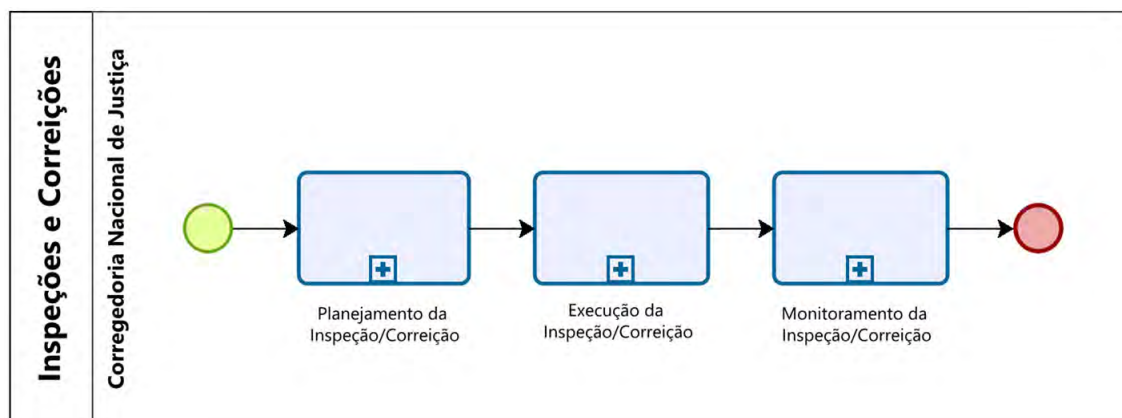 Inspeções e Correições
Corregedoria Nacional de Justiça
Planejamento da
Inspeção/Correição
Execução da
Inspeção/Correição
Monitoramento da
Inspeção/Correição